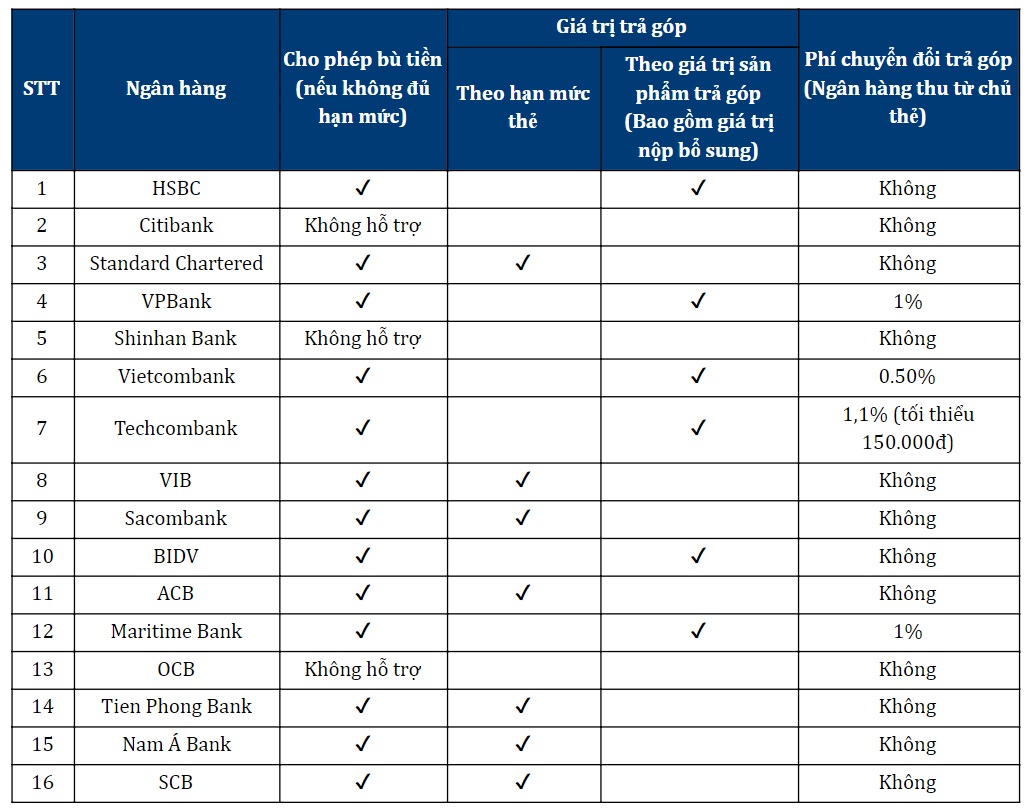 STT
Ngân hàng
Cho phép bù tiền
(nếu không đủ
hạn mức)
Giá trị trả góp
Theo hạn mức
thẻ
Theo giá trị sản
phẩm trả góp
(Bao gồm giá trị
nộp bổ sung)
Phí chuyển đổi trả góp
(Ngân hàng thu từ chủ
thẻ)
1 HSBC ✓ ✓ Không
2 Citibank Không hỗ trợ Không
3 Standard Chartered ✓ ✓ Không
4 VPBank ✓ ✓ 1%
5 Shinhan Bank Không hỗ trợ Không
6 Vietcombank ✓ ✓ 0.50%
7 Techcombank ✓ ✓ 1,1% (tối thiểu
150.000đ)
8 VIB ✓ ✓ Không
9 Sacombank ✓ ✓ Không
10 BIDV ✓ ✓ Không
11 ACB ✓ ✓ Không
12 Maritime Bank ✓ ✓ 1%
13 OCB Không hỗ trợ Không
14 Tien Phong Bank ✓ ✓ Không
15 Nam Á Bank ✓ ✓ Không
16 SCB ✓ ✓ Không